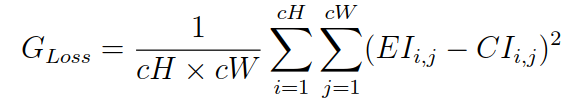 G_{Loss} = \frac{1}{cH \times cW} \sum_{i=1}^{cH} \sum_{j=1}^{cW} (EI_{i,j} - CI_{i,j})^2